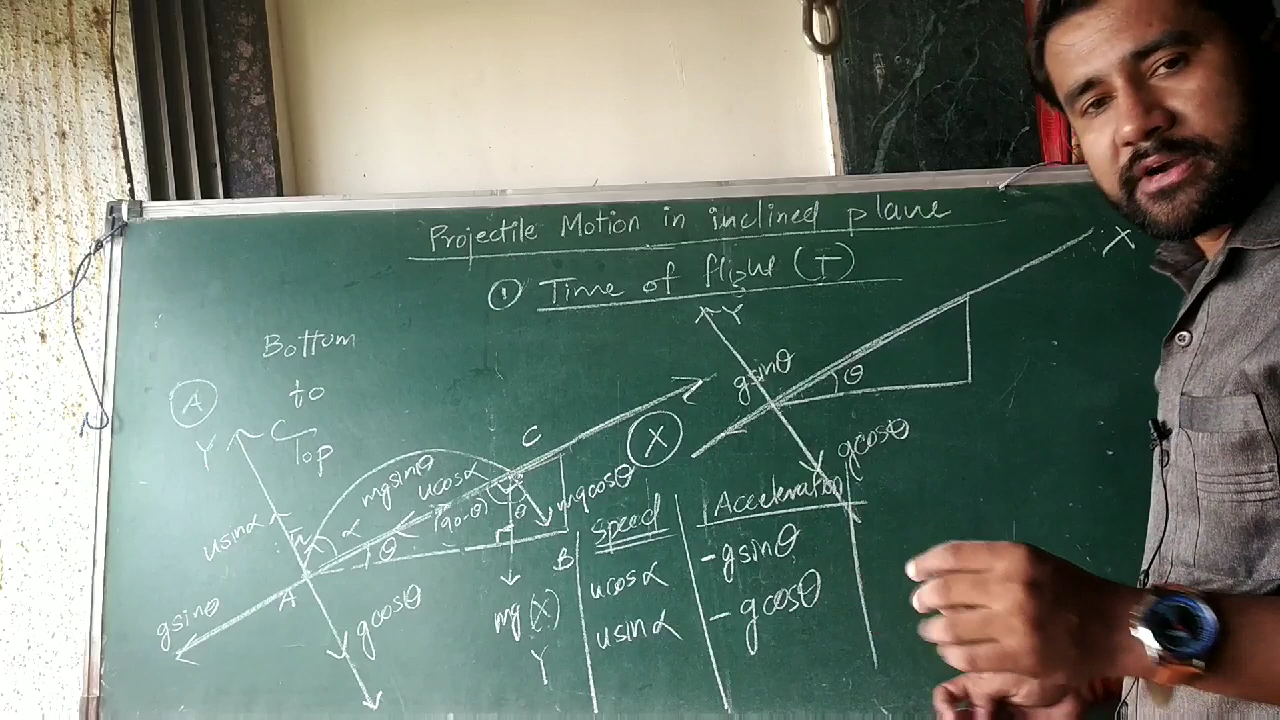 Projectile Motion in inclined plane
① Time of flight (T)
Bottom
to
Top
A
Y
C
X
mgsinθ
ucosα
mgcosθ
usinα
α
(90-θ)
θ
θ
A
B
gsinθ
gcosθ
mg
Y
X
gsinθ
θ
gcosθ
Speed Acceleration
(X) ucosα -gsinθ
Y usinα -gcosθ